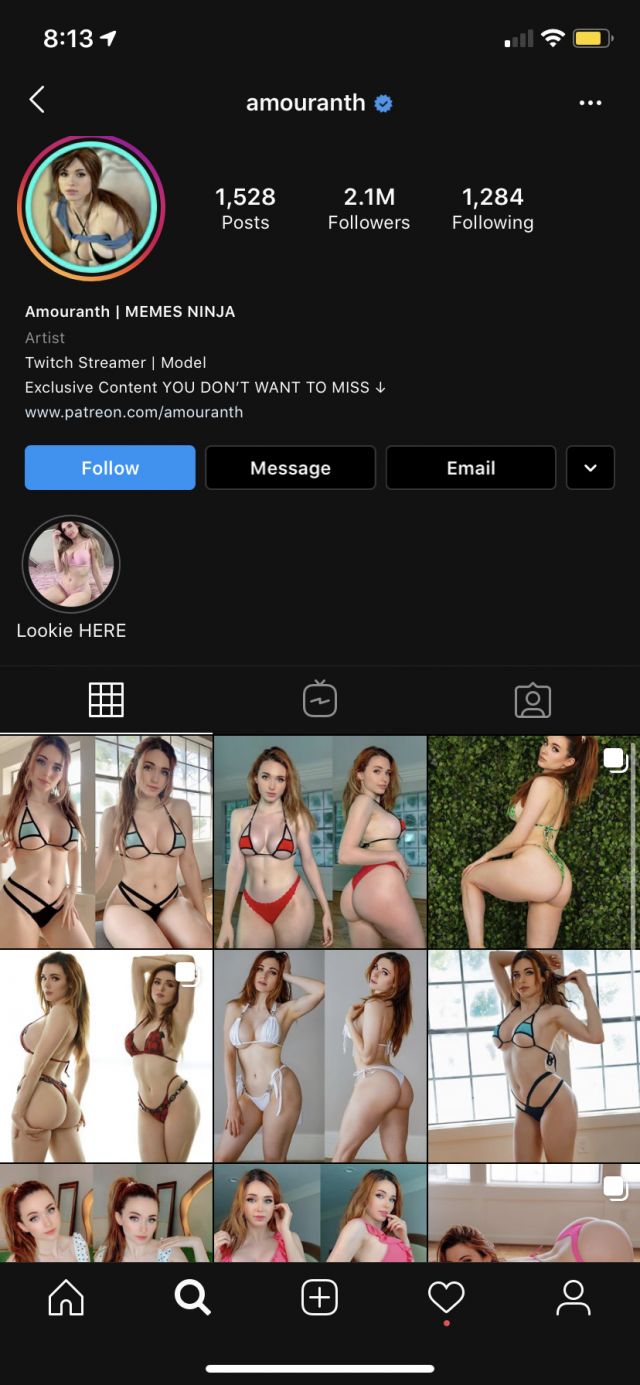 8:13
amouranth
1,528 2.1M 1,284
Posts Followers Following
Amouranth | MEMES NINJA
Artist
Twitch Streamer | Model
Exclusive Content YOU DON'T WANT TO MISS ↓
www.patreon.com/amouranth
Follow Message Email
Lookie HERE